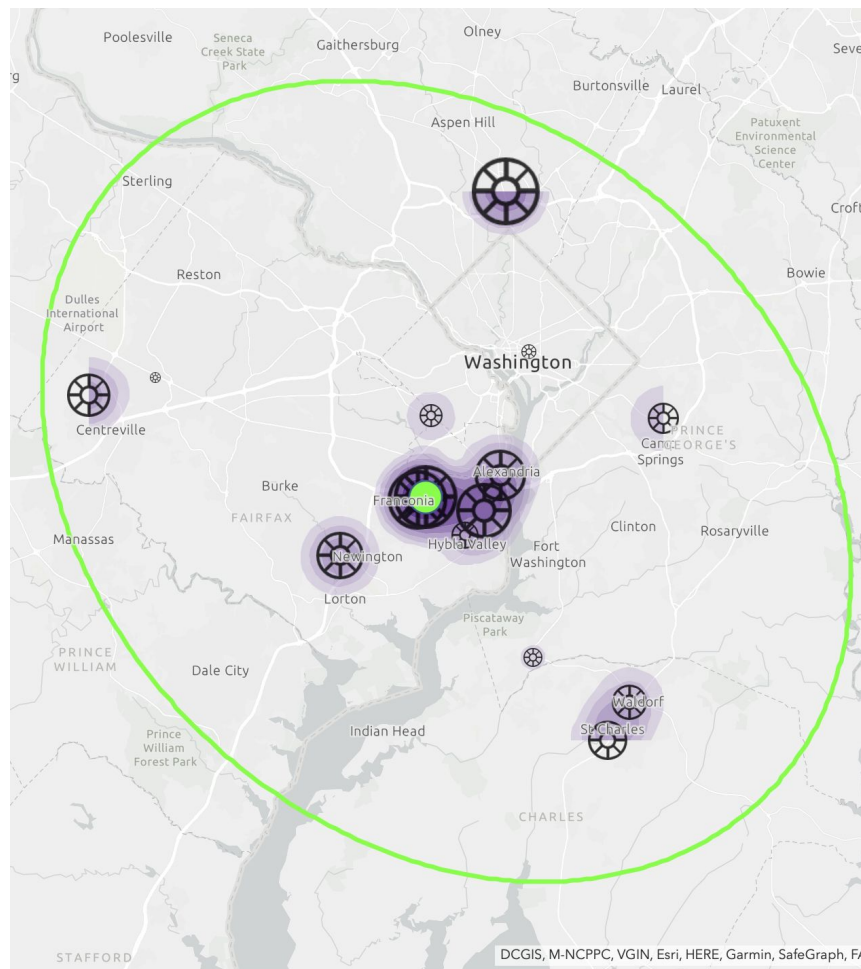 Poolesville
Seneca
Creek State
Park
Gaithersburg
Olney
Seve
rg
Burtonsville
Laurel
Aspen Hill
Patuxent
Environmental
Science
Center
Sterling
Croft
Reston
Bowie
Dulles
International
Airport
Washington
Centreville
PRINCE
GEORGE'S
Camp
Springs
Alexandria
Burke
Franconia
FAIRFAX
Clinton
Rosaryville
Manassas
Hybla Valley
Fort
Washington
Newington
Lorton
Piscataway
Park
PRINCE
WILLIAM
Dale City
Waldorf
St Charles
Indian Head
Prince
William
Forest Park
CHARLES
STAFFORD
DCGIS, M-NCPPC, VGIN, Esri, HERE, Garmin, SafeGraph, FA